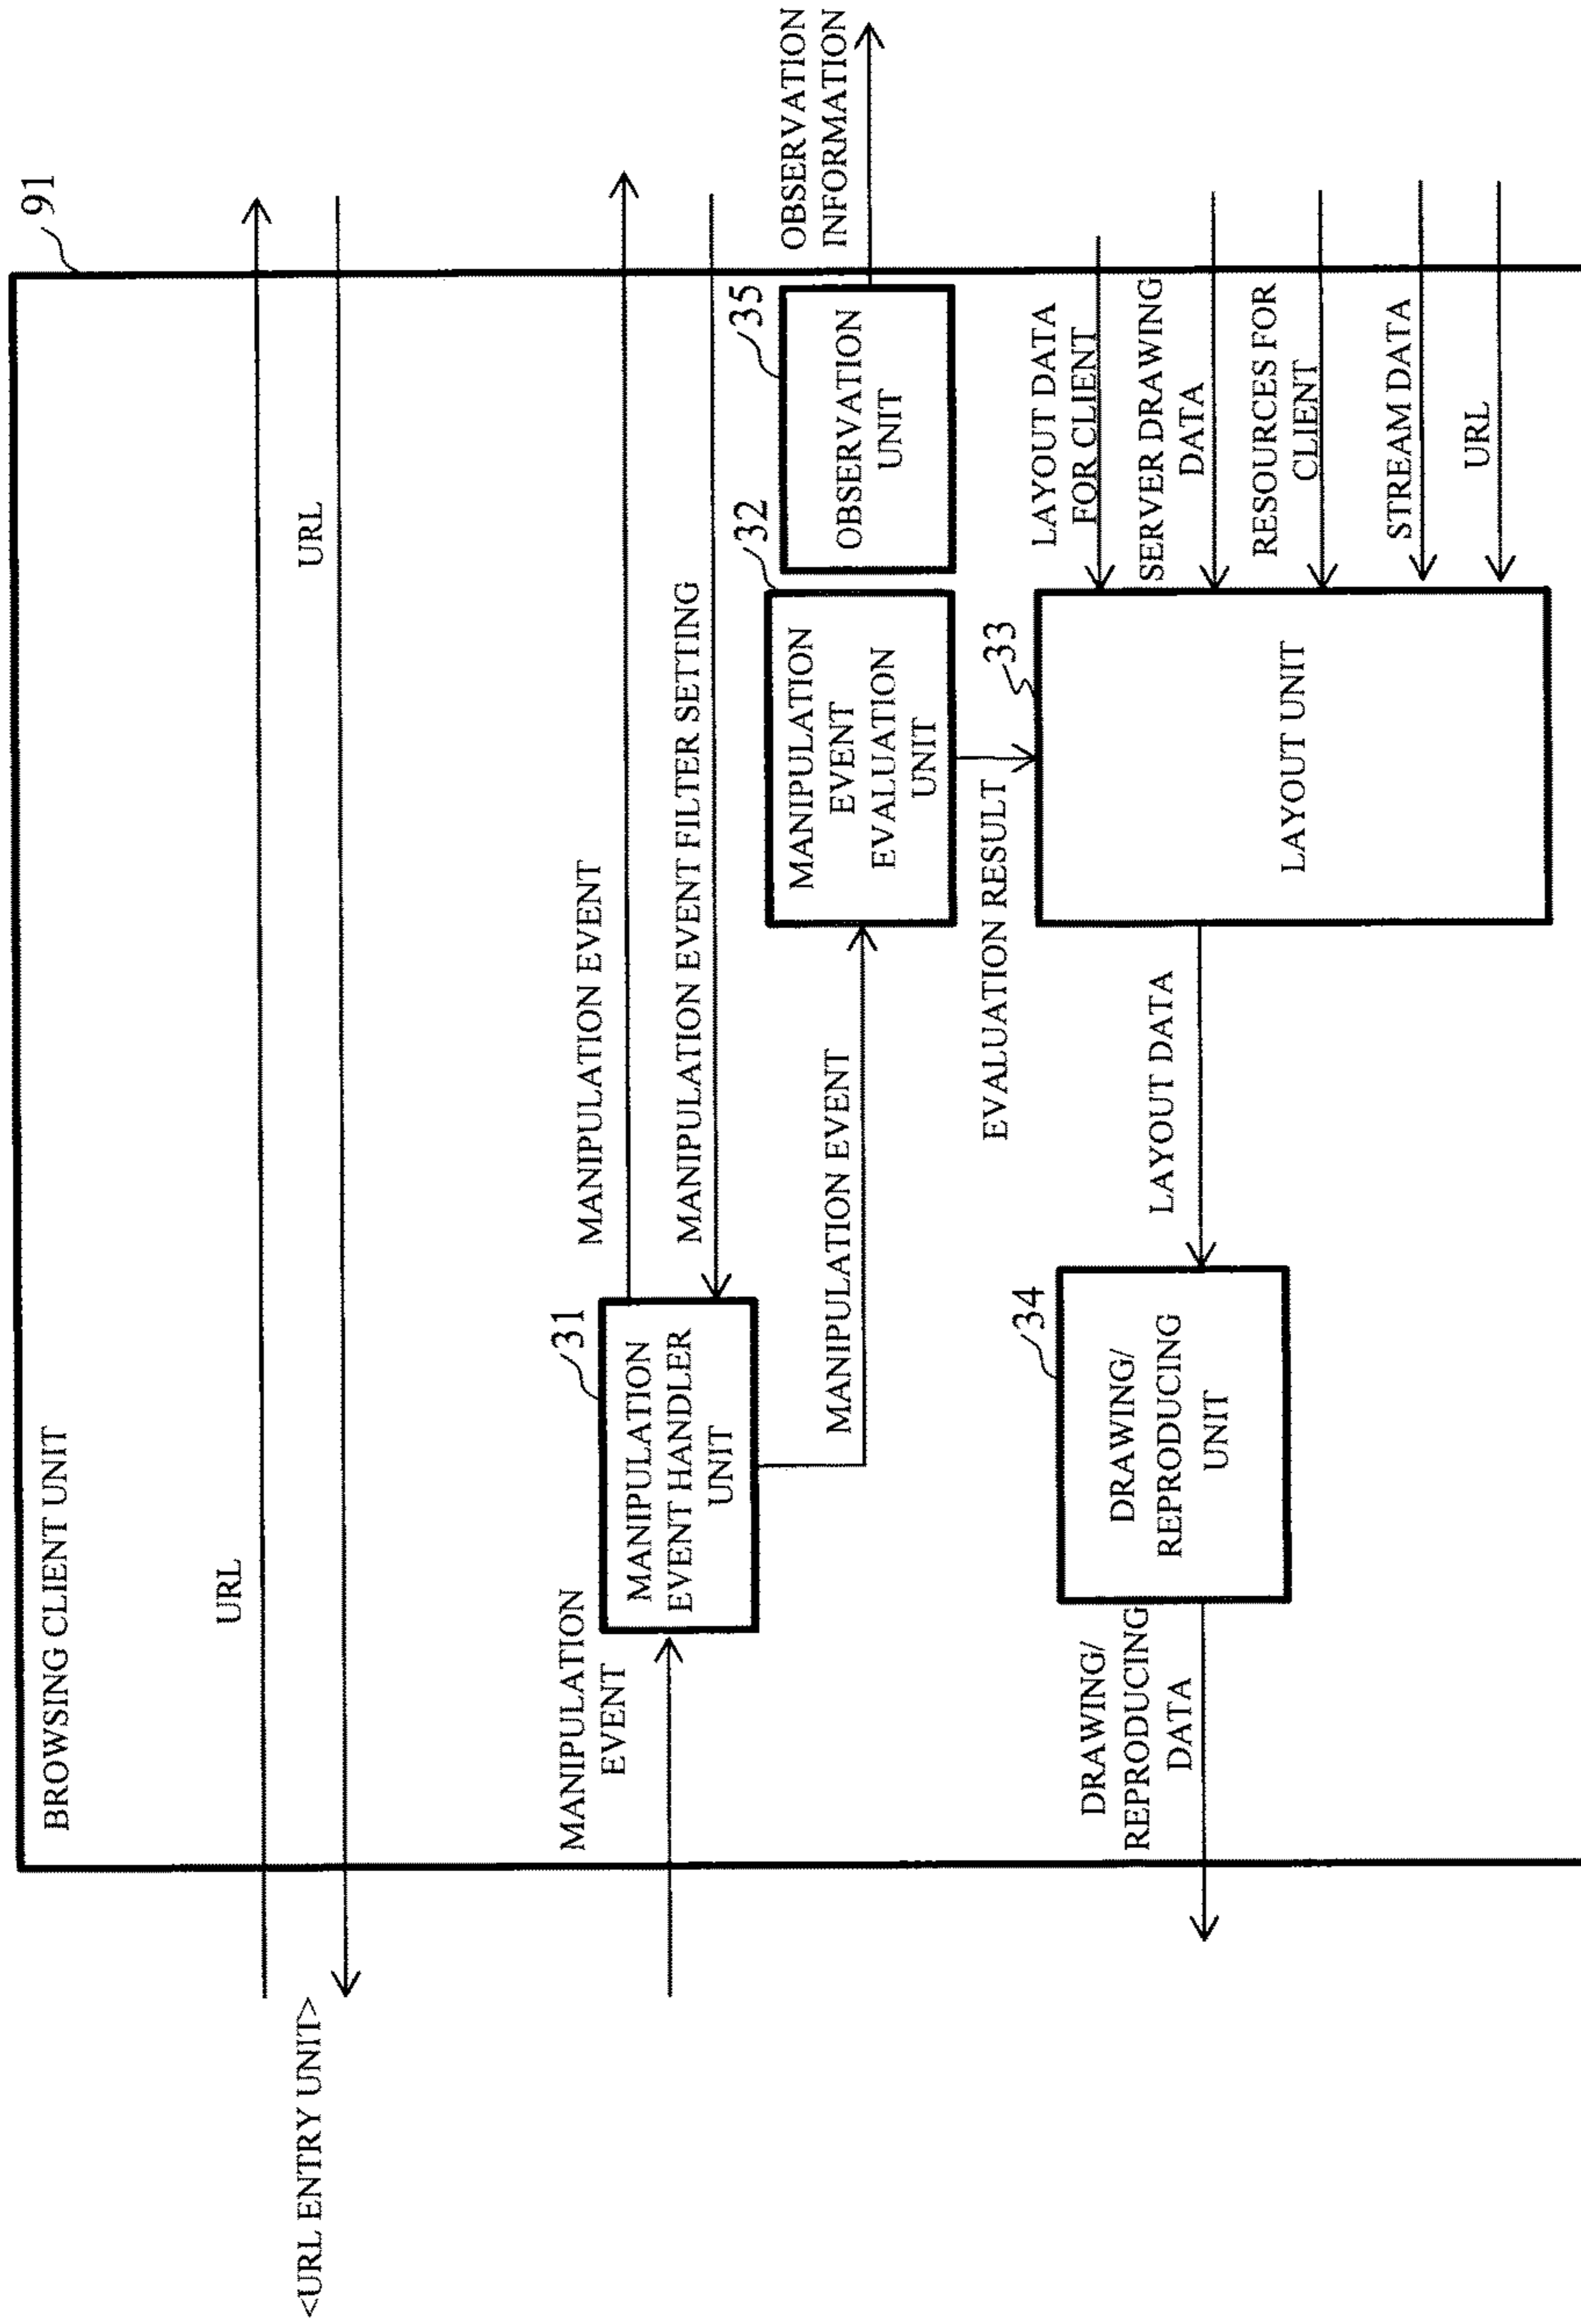 BROWSING CLIENT UNIT
91
<URL ENTRY UNIT>
URL
URL
MANIPULATION
EVENT
31
MANIPULATION
EVENT HANDLER
UNIT
MANIPULATION EVENT
MANIPULATION EVENT FILTER SETTING
MANIPULATION EVENT
32
MANIPULATION
EVENT
EVALUATION
UNIT
35
OBSERVATION
UNIT
OBSERVATION
INFORMATION
EVALUATION RESULT
33
LAYOUT UNIT
LAYOUT DATA
FOR CLIENT
SERVER DRAWING
DATA
RESOURCES FOR
CLIENT
STREAM DATA
URL
LAYOUT DATA
34
DRAWING/
REPRODUCING
UNIT
DRAWING/
REPRODUCING
DATA